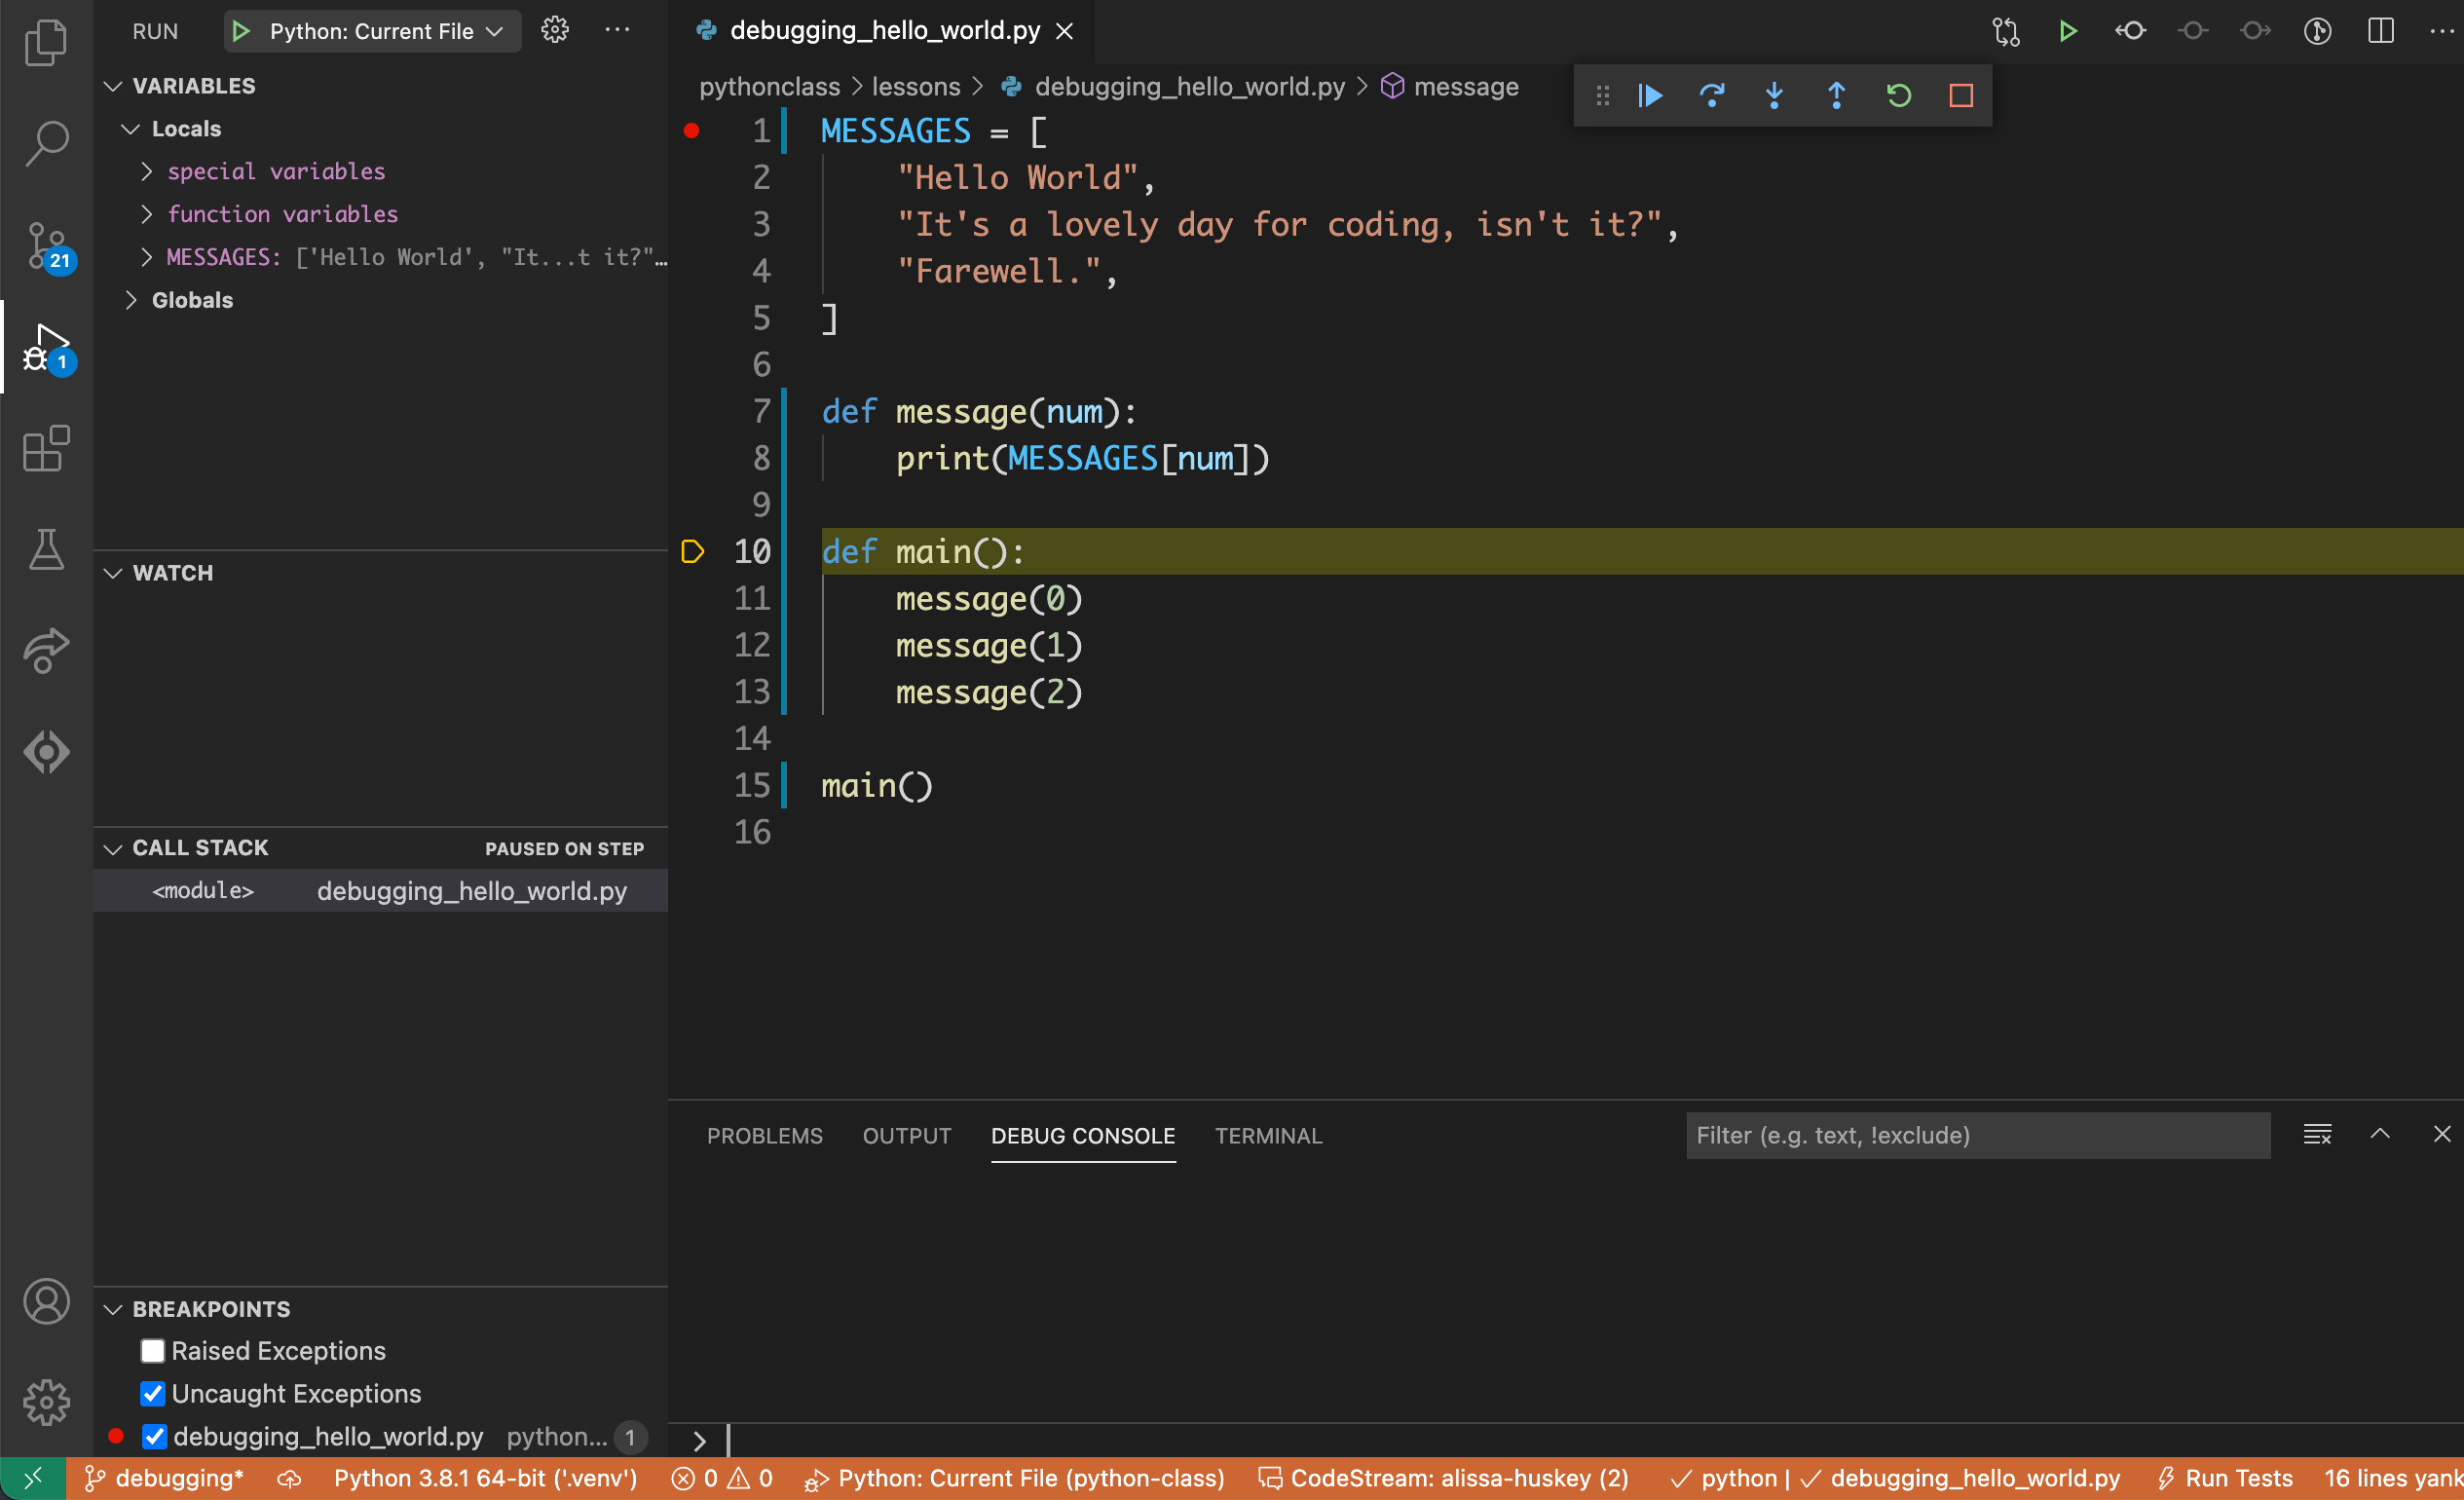 RUN
Python: Current File
VARIABLES
Locals
special variables
function variables
MESSAGES: ['Hello World', "It...t it?"…
Globals
21
1
WATCH
CALL STACK
PAUSED ON STEP
<module>
debugging_hello_world.py
BREAKPOINTS
Raised Exceptions
Uncaught Exceptions
debugging_hello_world.py python... 1
debugging_hello_world.py
pythonclass > lessons > debugging_hello_world.py > message
1 MESSAGES = [
2 "Hello World",
3 "It's a lovely day for coding, isn't it?",
4 "Farewell.",
5 ]
6
7 def message(num):
8 print(MESSAGES[num])
9
10 def main():
11 message(0)
12 message(1)
13 message(2)
14
15 main()
16
PROBLEMS OUTPUT DEBUG CONSOLE TERMINAL
Filter (e.g. text, !exclude)
>
debugging* Python 3.8.1 64-bit ('.venv') 0 0 Python: Current File (python-class) CodeStream: alissa-huskey (2) python | debugging_hello_world.py Run Tests 16 lines yank